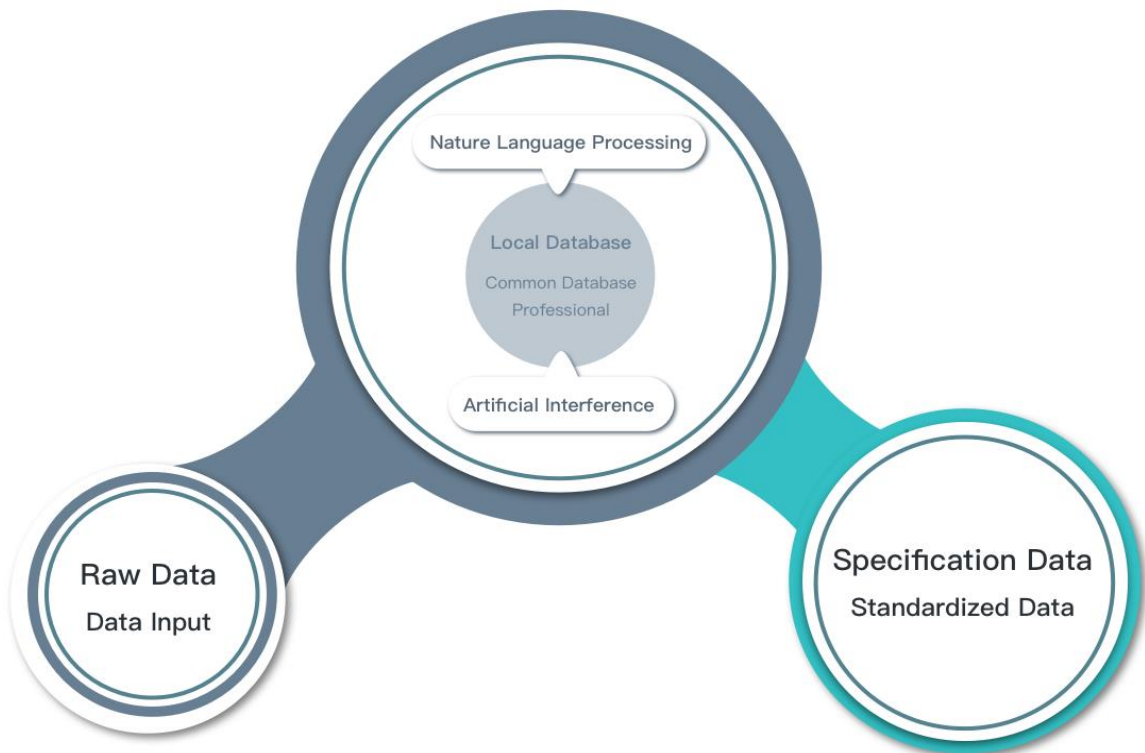 Nature Language Processing
Local Database
Common Database
Professional
Artificial Interference
Raw Data
Data Input
Specification Data
Standardized Data